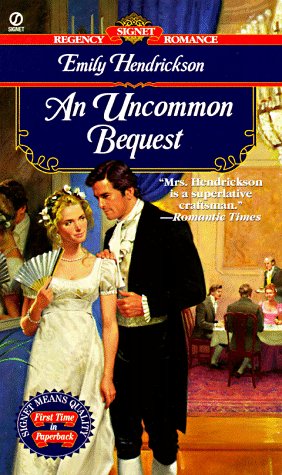 SIGNET
REGENCY SIGNET ROMANCE
Emily Hendrickson
An Uncommon
Bequest
"Mrs. Hendrickson
is a superlative
craftsman."
—Romantic Times
SIGNET MEANS QUALITY
First Time
in
Paperback